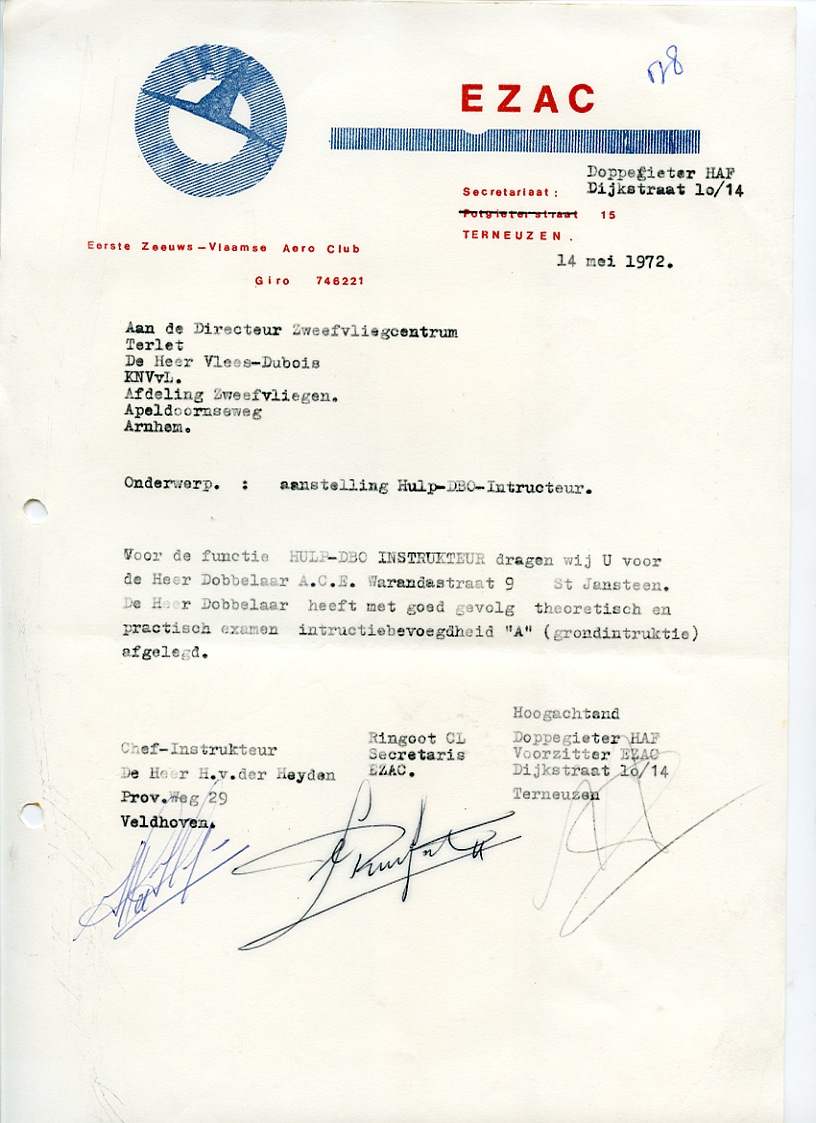 EZAC
Doppegieter HAF
Secretariaat: Dijkstraat lo/14
Potgieterstraat 15
TERNEUZEN.
Eerste Zeeuws–Vlaamse Aero Club
14 mei 1972.
Giro 746221
Aan de Directeur Zweefvliegcentrum
Terlet
De Heer Vlees-Dubois
KNVvL.
Afdeling Zweefvliegen.
Apeldoornseweg
Arnhem.
Onderwerp. : aanstelling Hulp-DBO-Intructeur.
Voor de functie HULP-DBO INSTRUKTEUR dragen wij U voor
de Heer Dobbelaar A.C.E. Warandastraat 9 St Jansteen.
De Heer Dobbelaar heeft met goed gevolg theoretisch en
practisch examen intructiebevoegdheid "A" (grondintruktie)
afgelegd.
Hoogachtend
Chef-Instrukteur
De Heer H.v.der Heyden
Prov.Weg 29
Veldhoven.
Ringoot CL
Secretaris
EZAC.
Doppegieter HAF
Voorzitter EZAC
Dijkstraat lo/14
Terneuzen